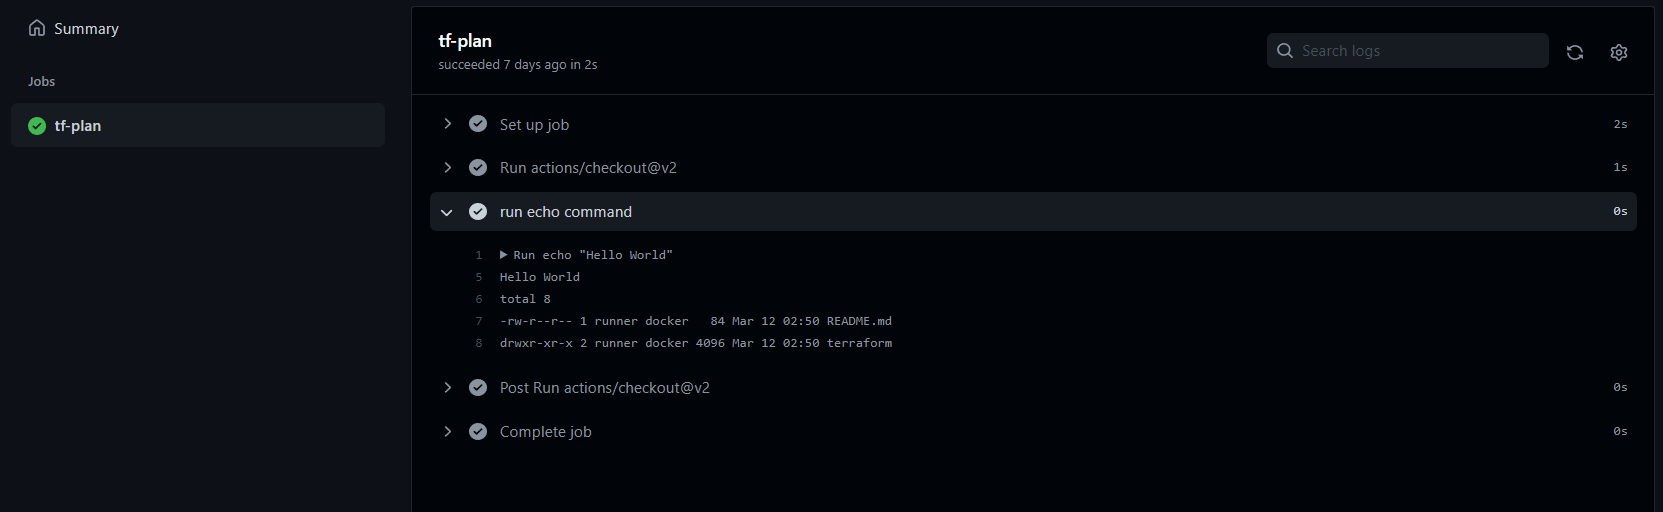 Summary
Jobs
tf-plan
tf-plan
succeeded 7 days ago in 2s
Search logs
Set up job 2s
Run actions/checkout@v2 1s
run echo command 0s
1 Run echo "Hello World"
5 Hello World
6 total 8
7 -rw-r--r-- 1 runner docker   84 Mar 12 02:50 README.md
8 drwxr-xr-x 2 runner docker 4096 Mar 12 02:50 terraform
Post Run actions/checkout@v2 0s
Complete job 0s